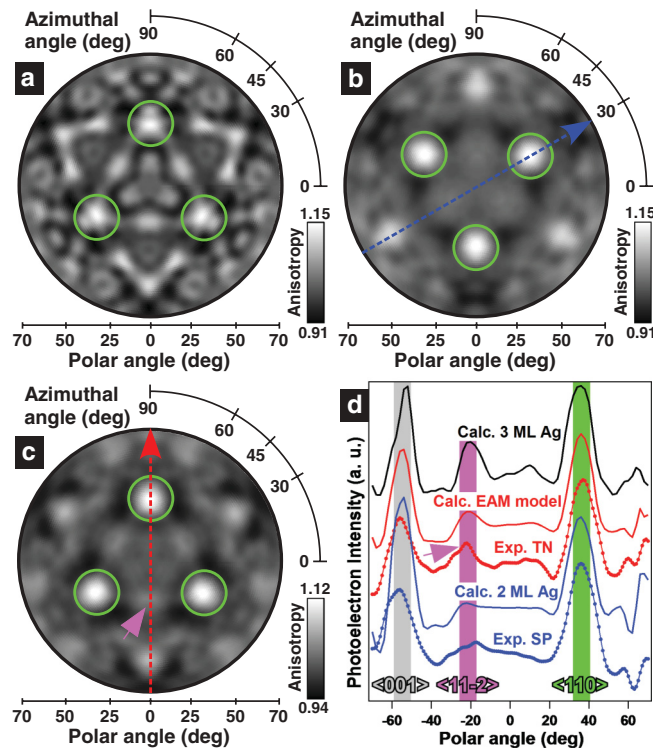 Azimuthal
angle (deg)
90
60
45
30
0
a
1.15
Anisotropy
0.91
70 50 25 0 25 50 70
Polar angle (deg)
Azimuthal
angle (deg)
90
60
45
30
0
b
1.15
Anisotropy
0.91
70 50 25 0 25 50 70
Polar angle (deg)
Azimuthal
angle (deg)
90
60
45
30
0
c
1.12
Anisotropy
0.94
70 50 25 0 25 50 70
Polar angle (deg)
d
Photoelectron Intensity (a. u.)
Calc. 3 ML Ag
Calc. EAM model
Exp. TN
Calc. 2 ML Ag
Exp. SP
<001> <11-2> <110>
-60 -40 -20 0 20 40 60
Polar angle (deg)